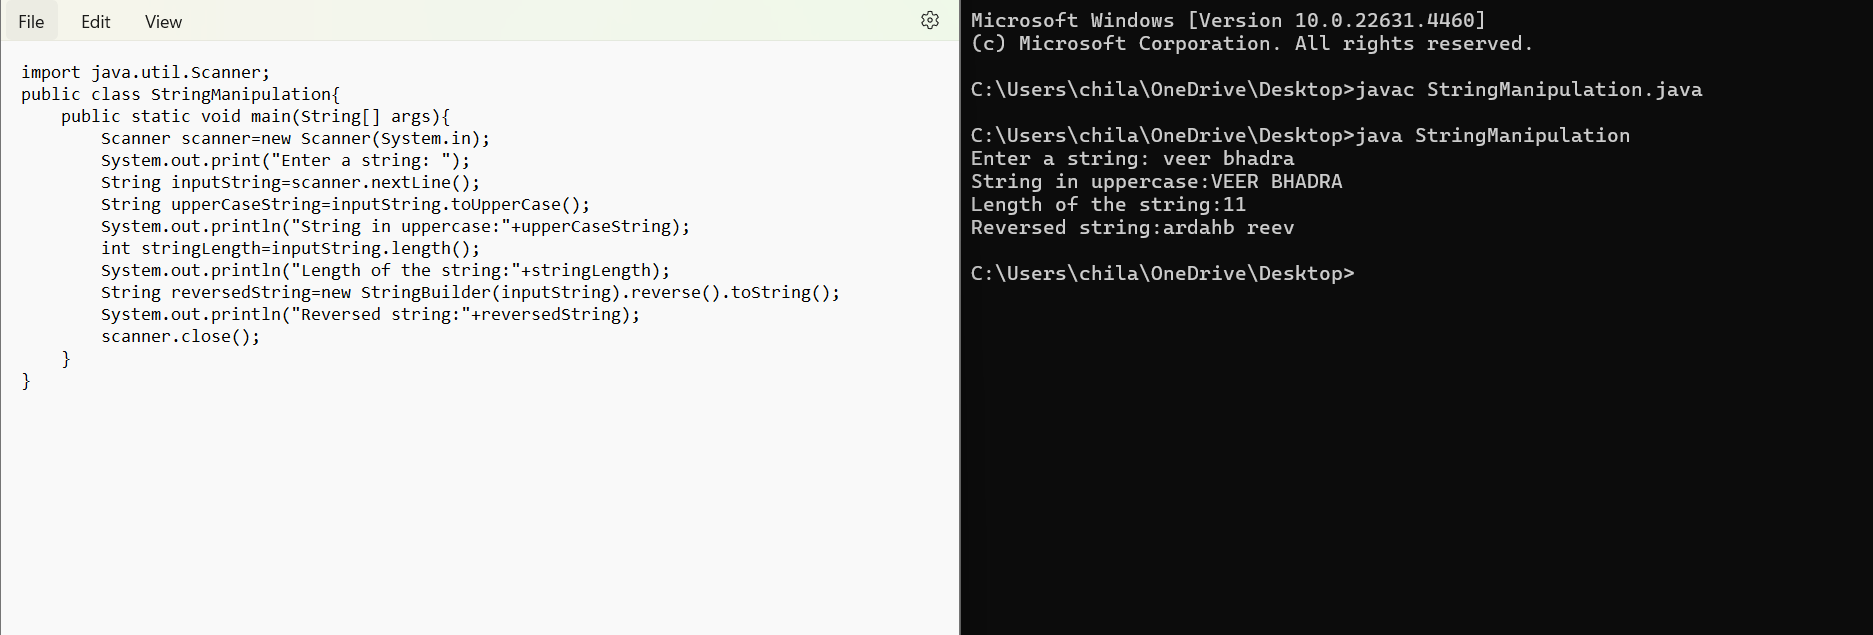 File Edit View
import java.util.Scanner;
public class StringManipulation{
    public static void main(String[] args){
        Scanner scanner=new Scanner(System.in);
        System.out.print("Enter a string: ");
        String inputString=scanner.nextLine();
        String upperCaseString=inputString.toUpperCase();
        System.out.println("String in uppercase:"+upperCaseString);
        int stringLength=inputString.length();
        System.out.println("Length of the string:"+stringLength);
        String reversedString=new StringBuilder(inputString).reverse().toString();
        System.out.println("Reversed string:"+reversedString);
        scanner.close();
    }
}
Microsoft Windows [Version 10.0.22631.4460]
(c) Microsoft Corporation. All rights reserved.
C:\Users\chila\OneDrive\Desktop>javac StringManipulation.java
C:\Users\chila\OneDrive\Desktop>java StringManipulation
Enter a string: veer bhadra
String in uppercase:VEER BHADRA
Length of the string:11
Reversed string:ardahb reev
C:\Users\chila\OneDrive\Desktop>